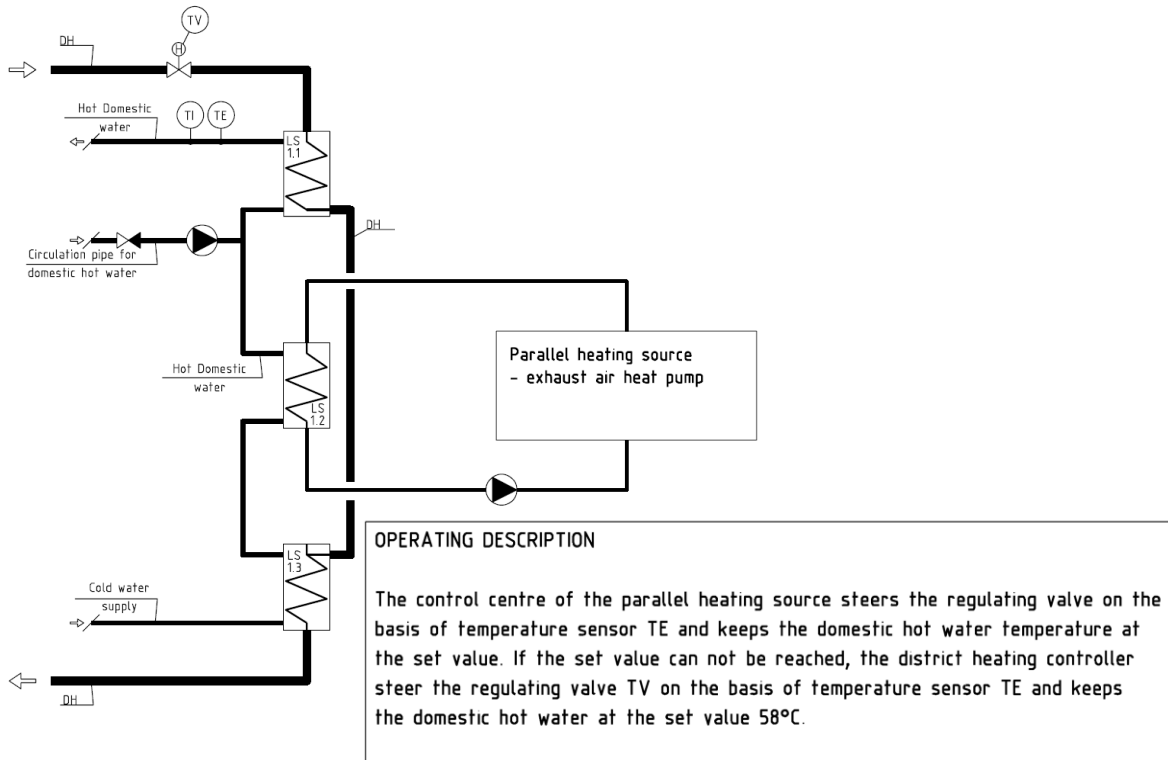 TV
H
DH
Hot Domestic
water
TI
TE
LS
1.1
DH
Circulation pipe for
domestic hot water
Parallel heating source
- exhaust air heat pump
Hot Domestic
water
LS
1.2
OPERATING DESCRIPTION
The control centre of the parallel heating source steers the regulating valve on the
basis of temperature sensor TE and keeps the domestic hot water temperature at
the set value. If the set value can not be reached, the district heating controller
steer the regulating valve TV on the basis of temperature sensor TE and keeps
the domestic hot water at the set value 58°C.
LS
1.3
Cold water
supply
DH